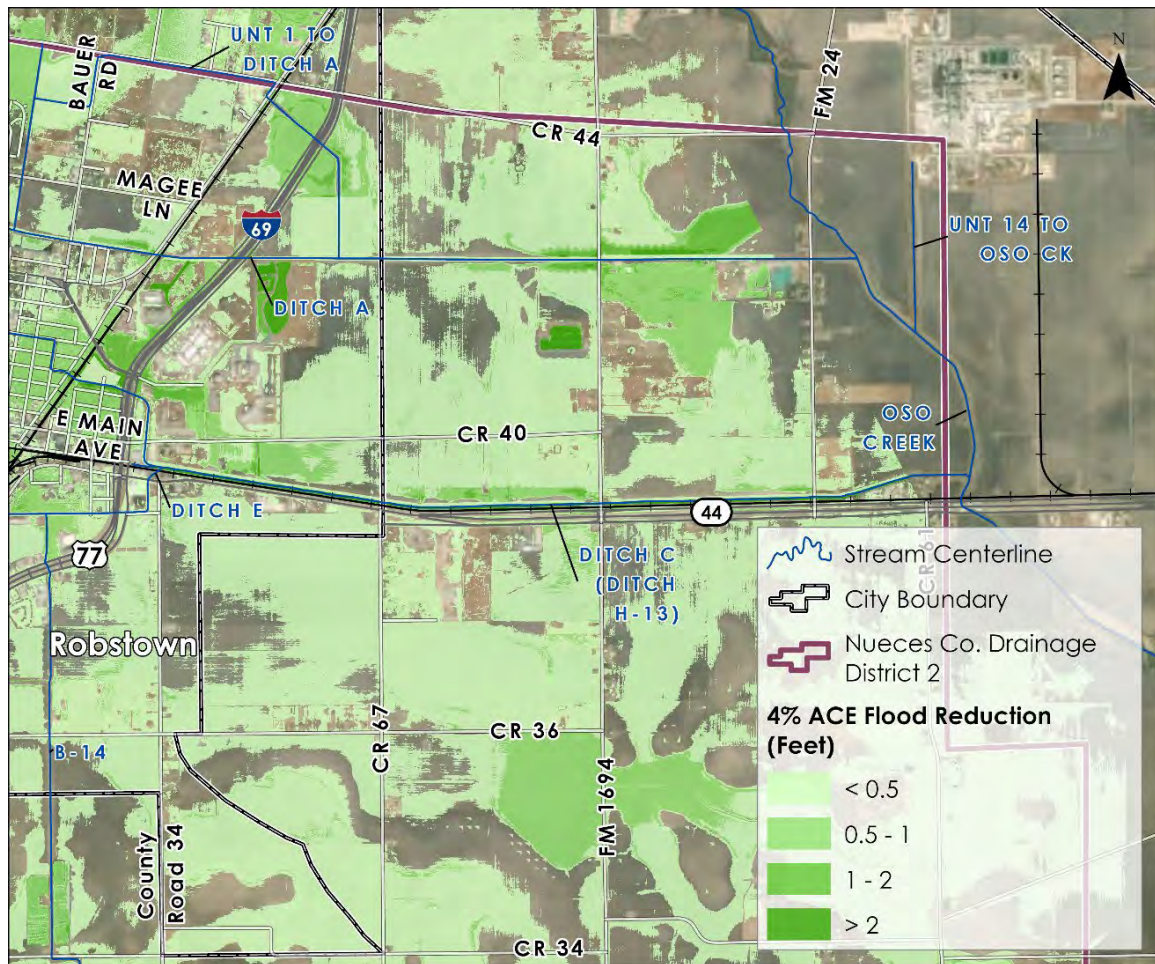 UNT 1 TO
DITCH A
BAUER
RD
FM 24
N
CR 44
MAGEE
LN
69
UNT 14 TO
OSO CK
DITCH A
OSO
CREEK
E MAIN
AVE
CR 40
DITCH E
44
77
DITCH C
(DITCH
H-13)
CR 61
Robstown
CR 67
CR 36
B-14
FM 1694
County
Road 34
CR 34
Stream Centerline
City Boundary
Nueces Co. Drainage
District 2
4% ACE Flood Reduction
(Feet)
< 0.5
0.5 - 1
1 - 2
> 2